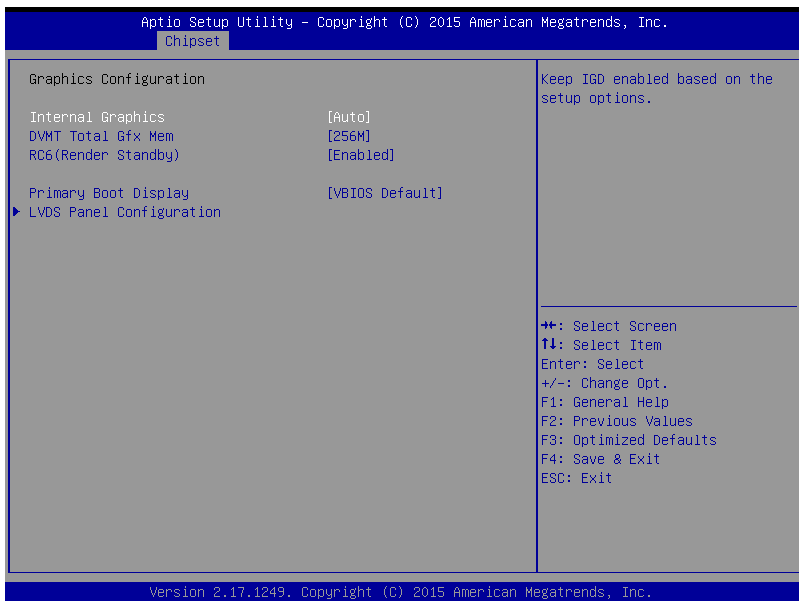 Aptio Setup Utility – Copyright (C) 2015 American Megatrends, Inc.
Chipset
Graphics Configuration
Internal Graphics [Auto]
DVMT Total Gfx Mem [256M]
RC6(Render Standby) [Enabled]
Primary Boot Display [VBIOS Default]
LVDS Panel Configuration
Keep IGD enabled based on the
setup options.
→←: Select Screen
↑↓: Select Item
Enter: Select
+/-: Change Opt.
F1: General Help
F2: Previous Values
F3: Optimized Defaults
F4: Save & Exit
ESC: Exit
Version 2.17.1249. Copyright (C) 2015 American Megatrends, Inc.